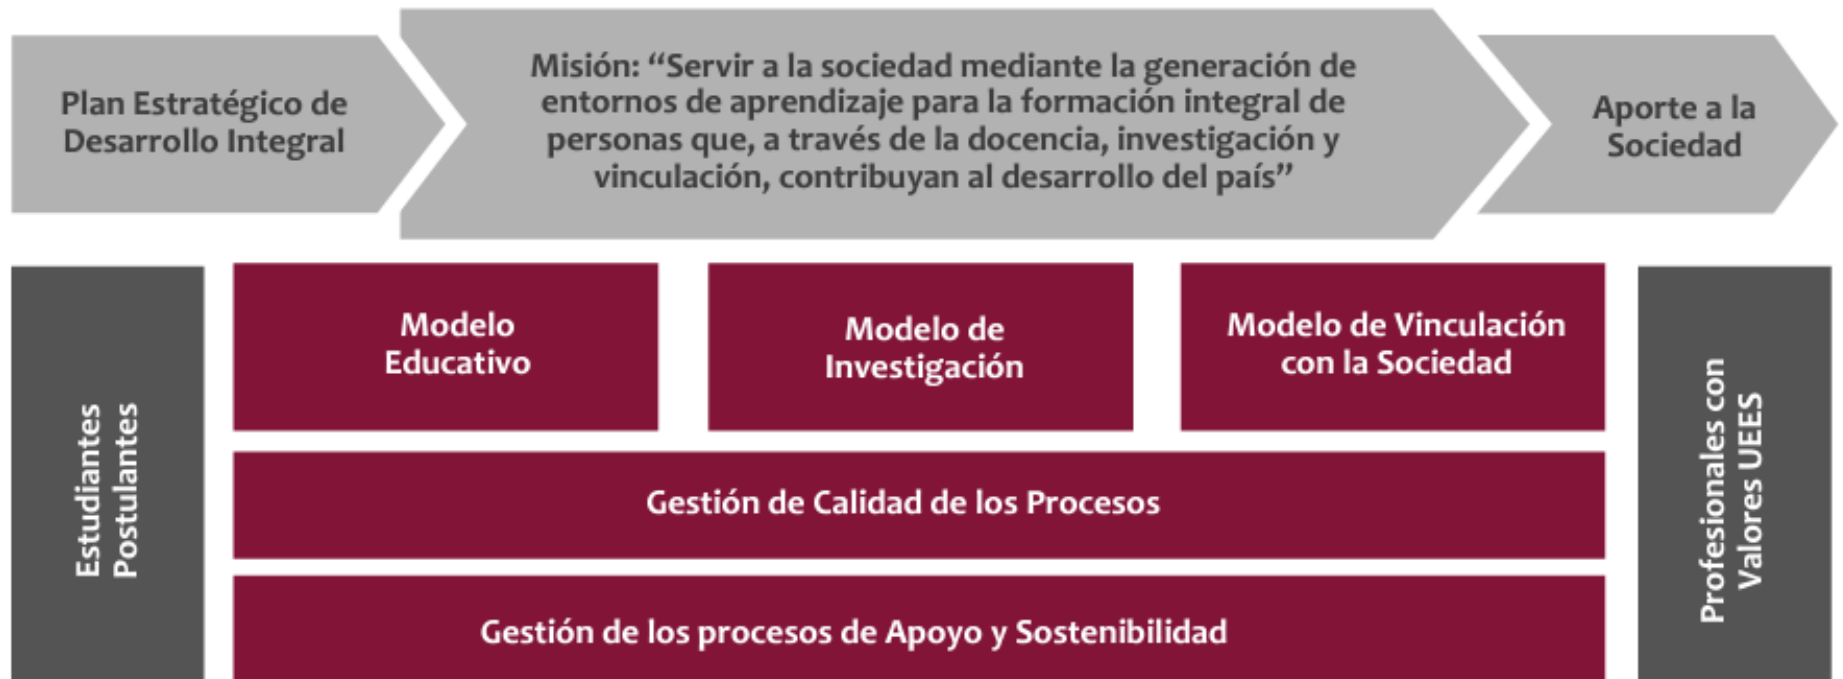 Plan Estratégico de
Desarrollo Integral
Misión: “Servir a la sociedad mediante la generación de
entornos de aprendizaje para la formación integral de
personas que, a través de la docencia, investigación y
vinculación, contribuyan al desarrollo del país”
Aporte a la
Sociedad
Estudiantes
Postulantes
Modelo
Educativo
Modelo de
Investigación
Modelo de Vinculación
con la Sociedad
Gestión de Calidad de los Procesos
Gestión de los procesos de Apoyo y Sostenibilidad
Profesionales con
Valores UEES